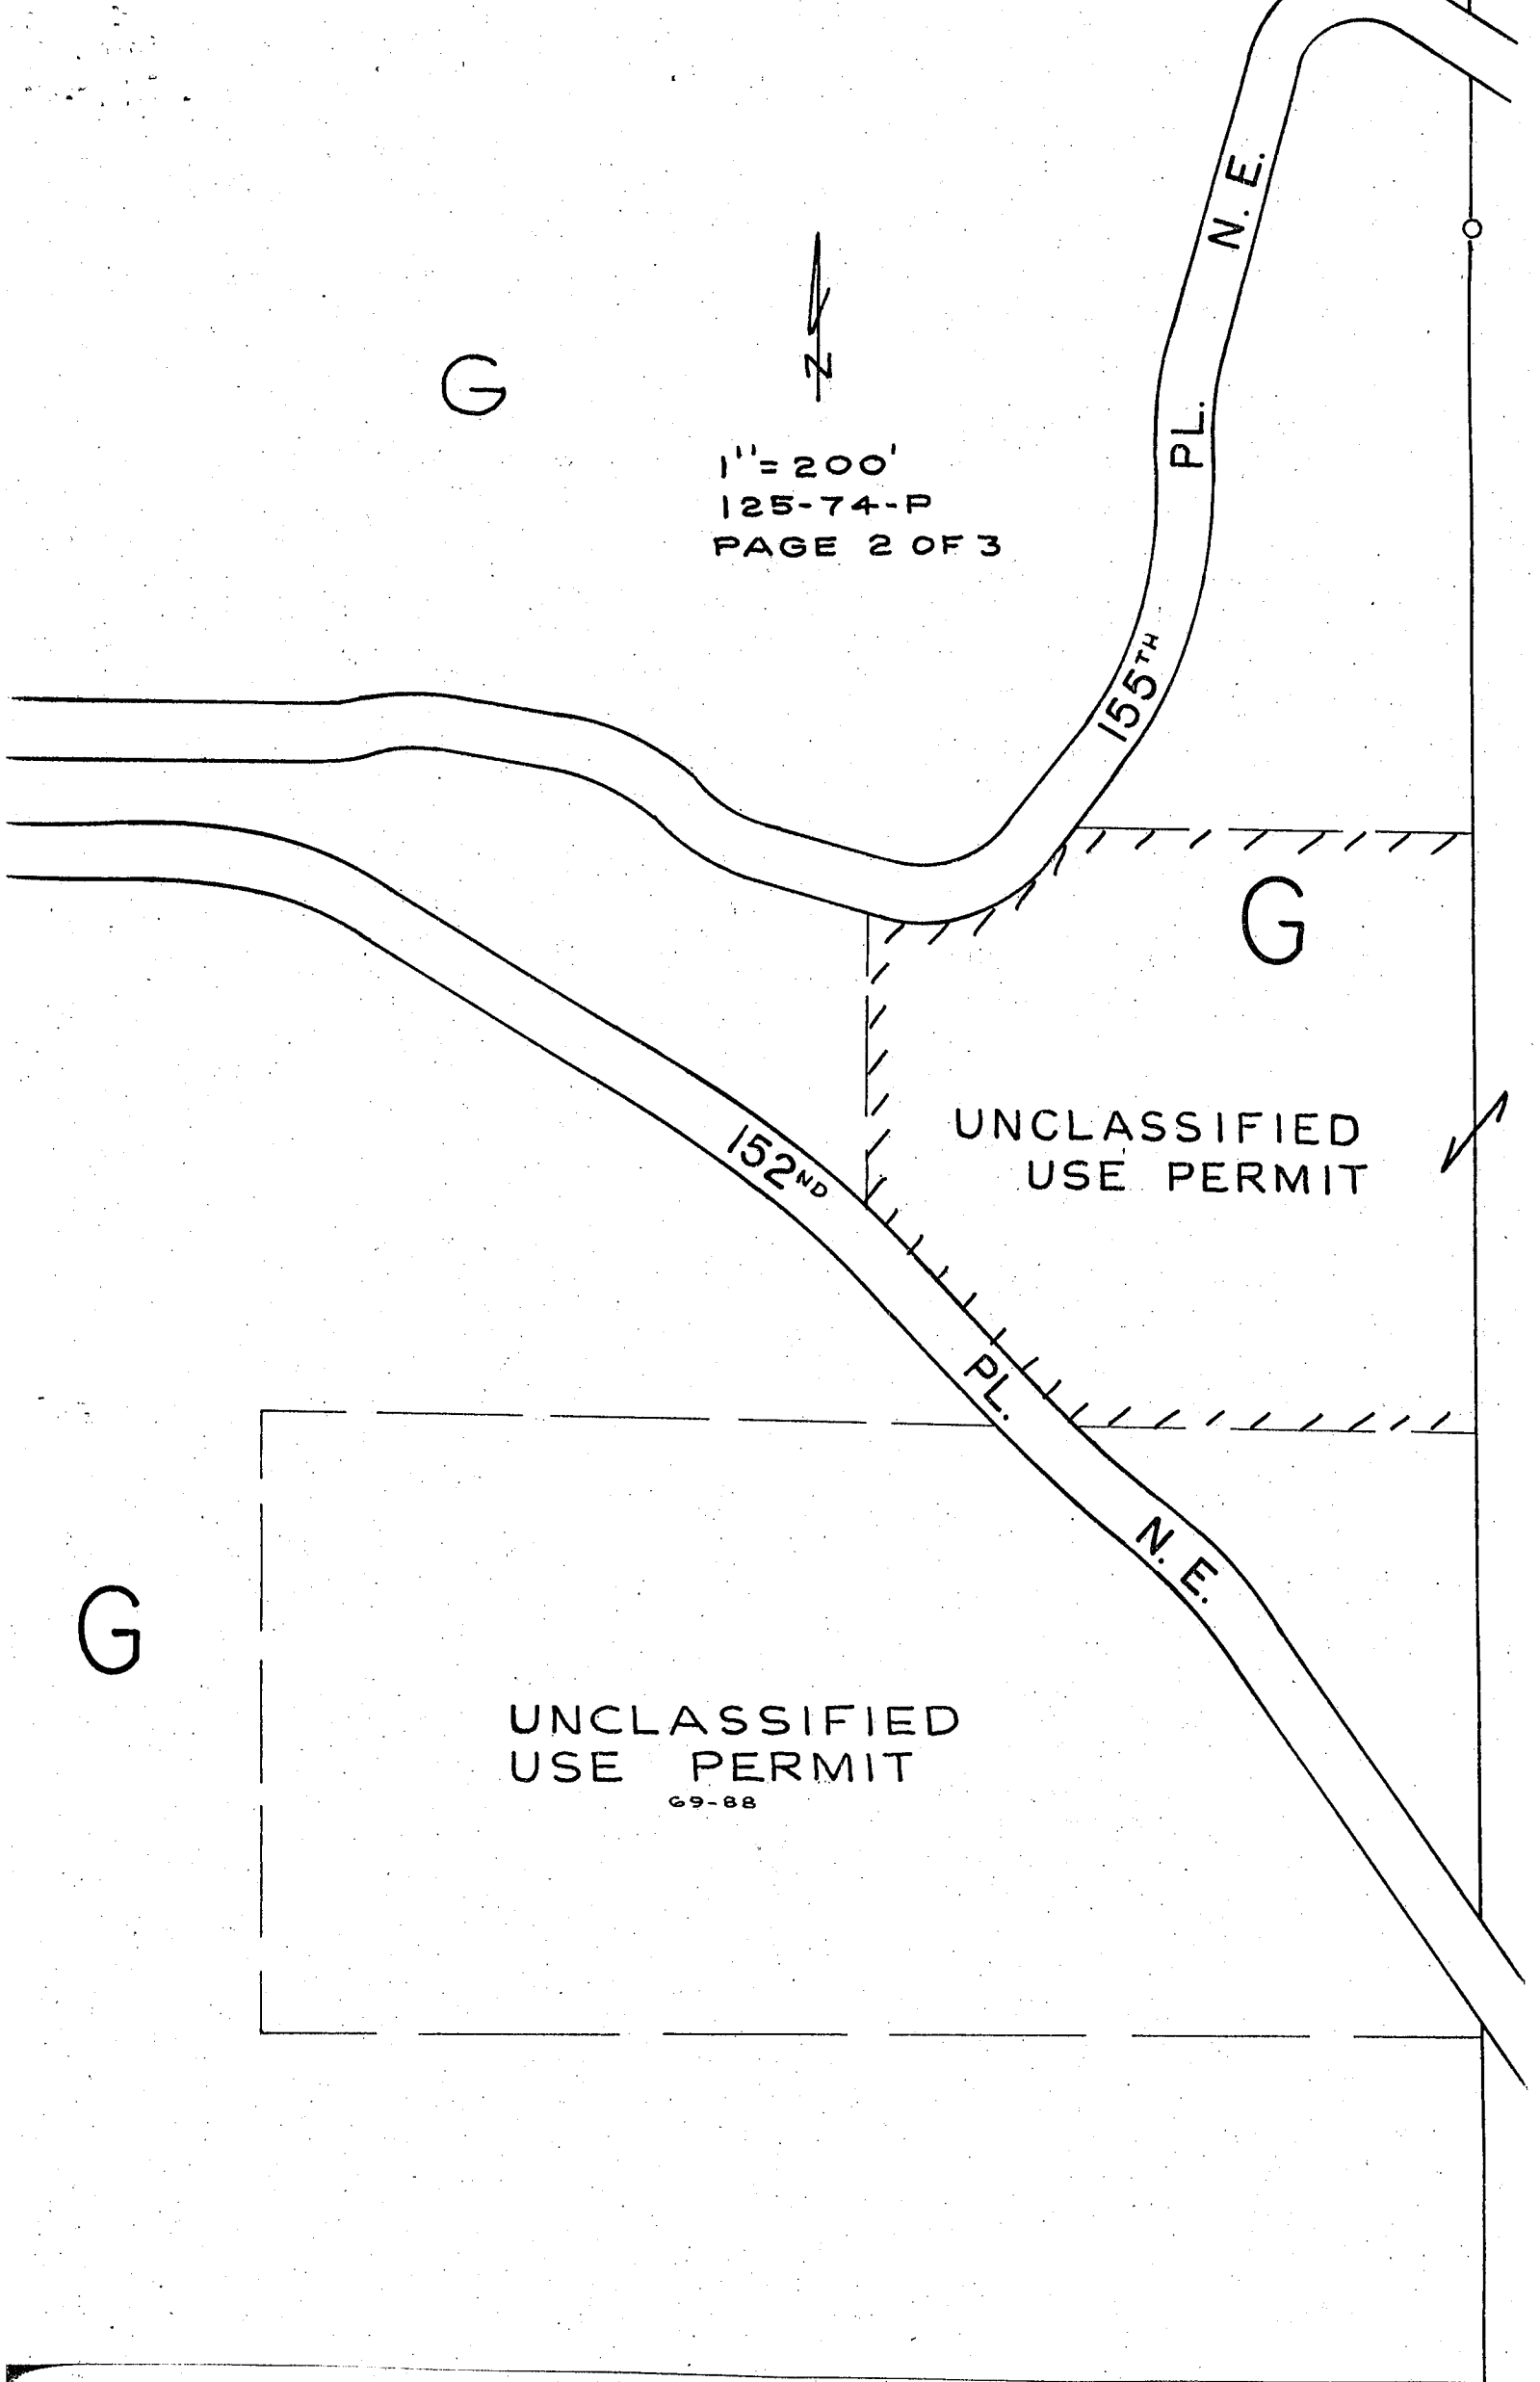 N. E.
PL.
155TH
G
N
1"=200'
125-74-P
PAGE 2 OF 3
G
UNCLASSIFIED
USE PERMIT
152ND
PL.
N. E.
G
UNCLASSIFIED
USE PERMIT
69-88